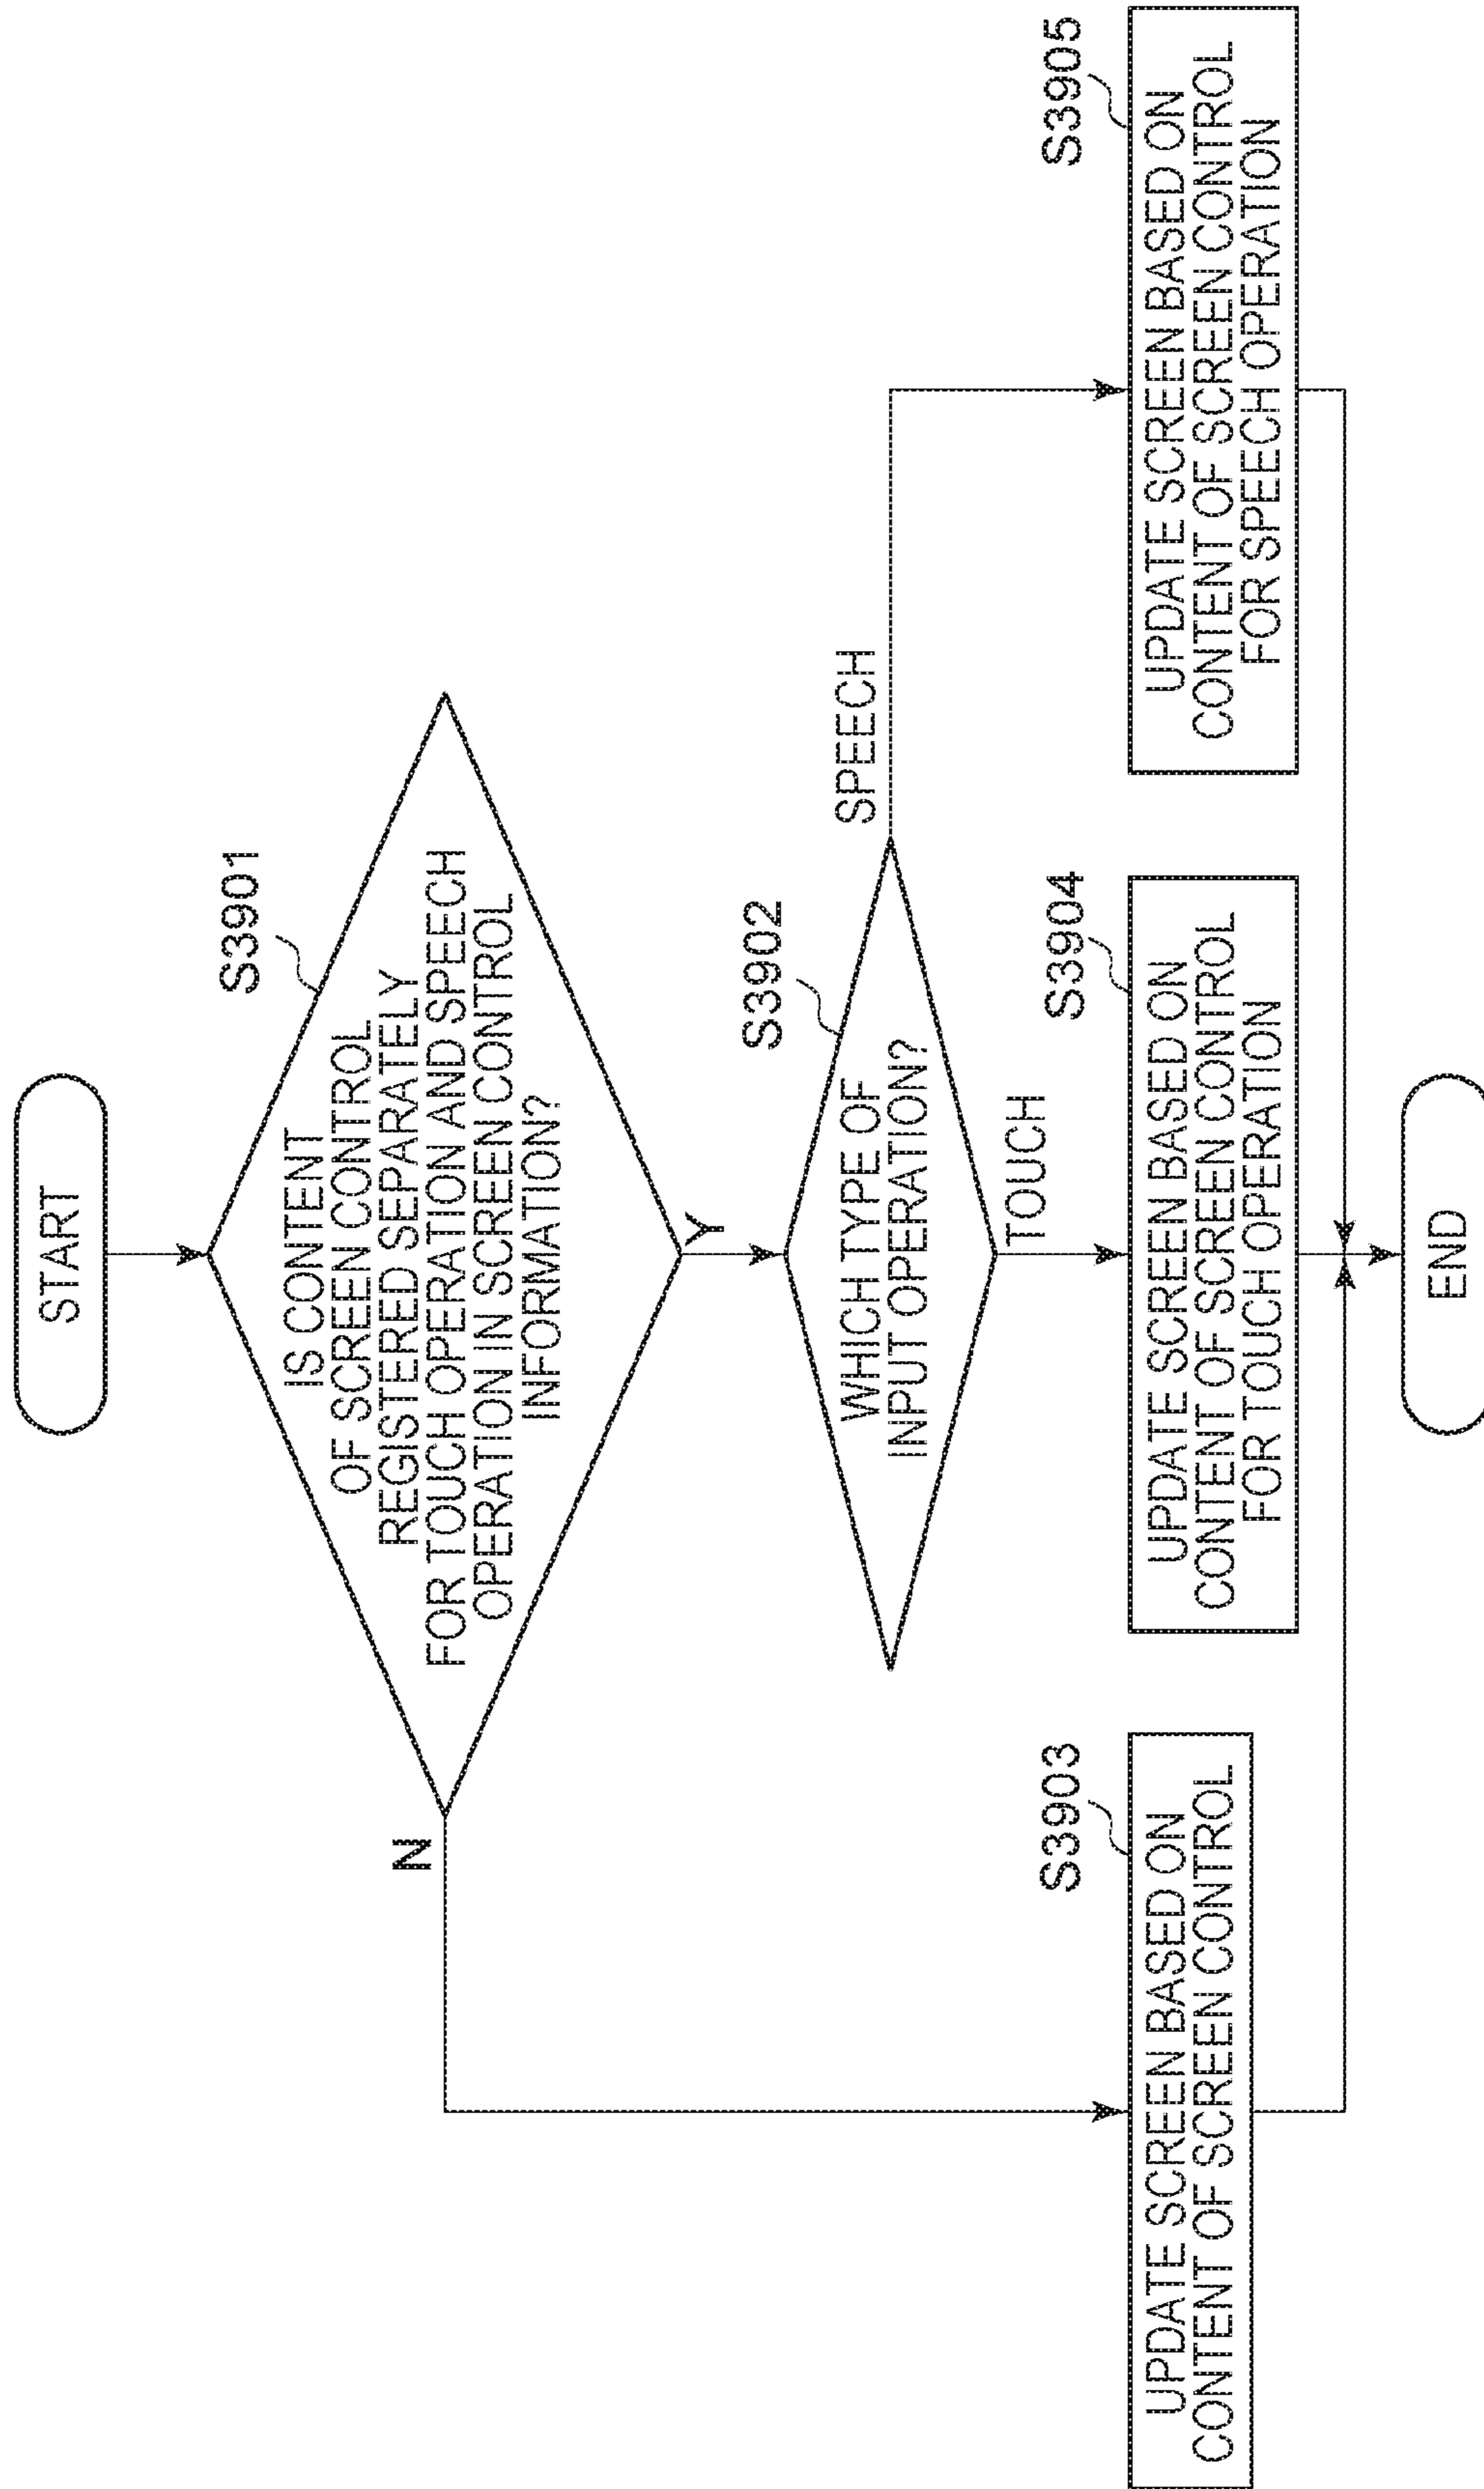 START
S3901
IS CONTENT
OF SCREEN CONTROL
REGISTERED SEPARATELY
FOR TOUCH OPERATION AND SPEECH
OPERATION IN SCREEN CONTROL
INFORMATION?
N
Y
S3902
WHICH TYPE OF
INPUT OPERATION?
SPEECH
TOUCH
S3903
UPDATE SCREEN BASED ON
CONTENT OF SCREEN CONTROL
S3904
UPDATE SCREEN BASED ON
CONTENT OF SCREEN CONTROL
FOR TOUCH OPERATION
S3905
UPDATE SCREEN BASED ON
CONTENT OF SCREEN CONTROL
FOR SPEECH OPERATION
END